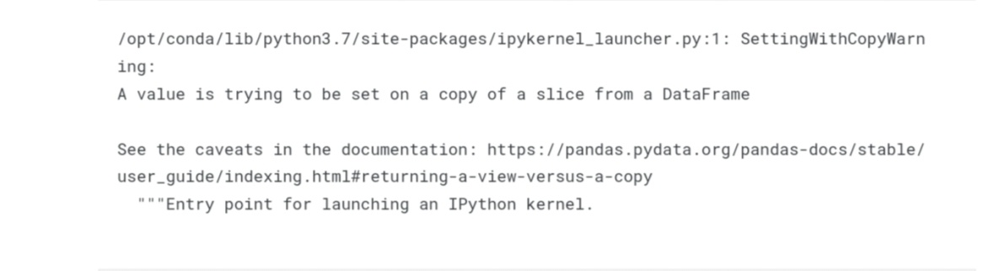 /opt/conda/lib/python3.7/site-packages/ipykernel_launcher.py:1: SettingWithCopyWarn
ing:
A value is trying to be set on a copy of a slice from a DataFrame
See the caveats in the documentation: https://pandas.pydata.org/pandas-docs/stable/
user_guide/indexing.html#returning-a-view-versus-a-copy
"""Entry point for launching an IPython kernel.